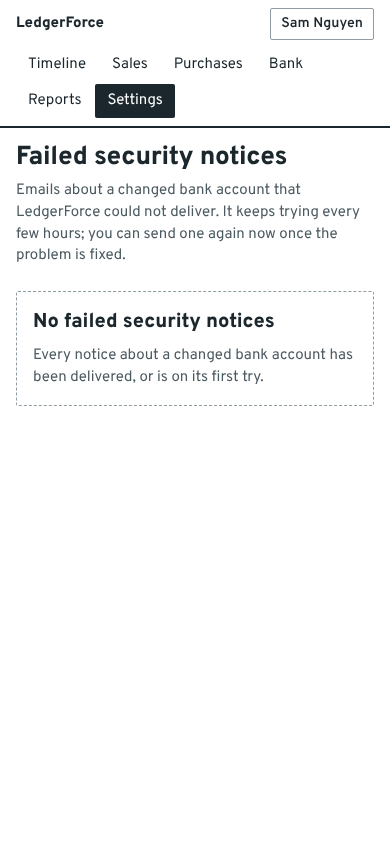 LedgerForce
Sam Nguyen
Timeline Sales Purchases Bank
Reports Settings
Failed security notices
Emails about a changed bank account that
LedgerForce could not deliver. It keeps trying every
few hours; you can send one again now once the
problem is fixed.
No failed security notices
Every notice about a changed bank account has
been delivered, or is on its first try.